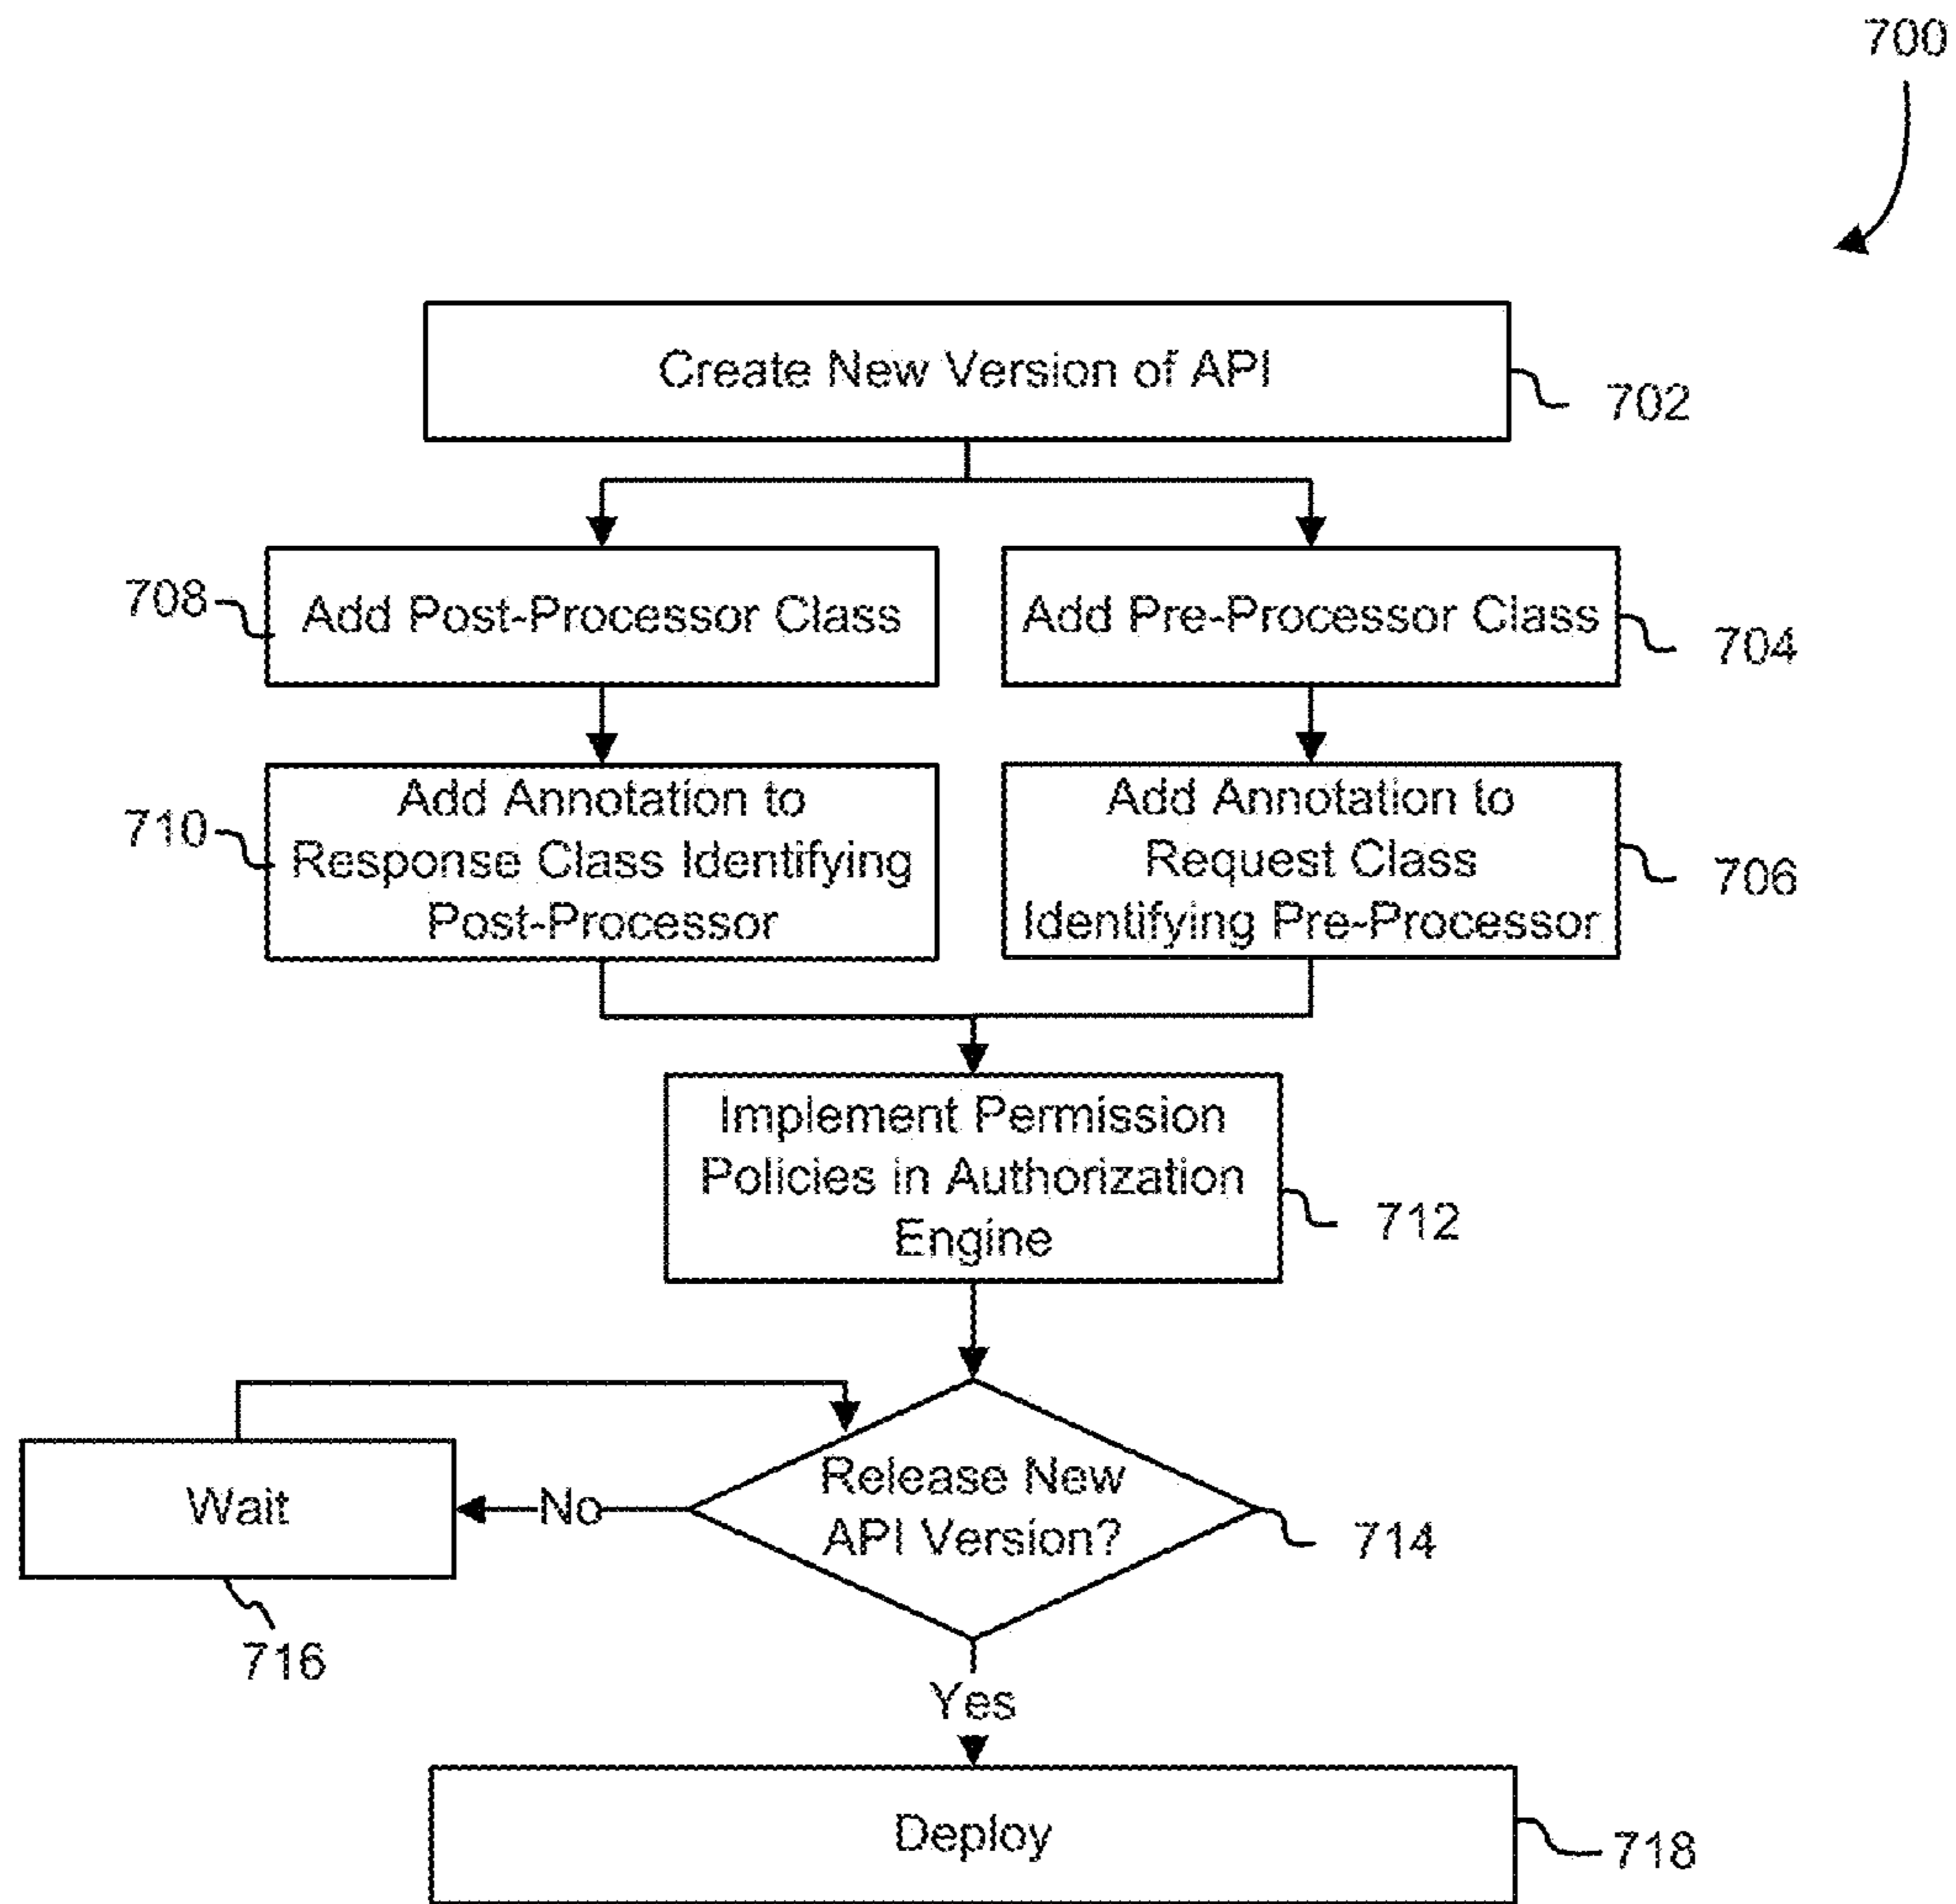 700
Create New Version of API
702
708
Add Post-Processor Class
Add Pre-Processor Class
704
710
Add Annotation to
Response Class Identifying
Post-Processor
Add Annotation to
Request Class
Identifying Pre-Processor
706
Implement Permission
Policies in Authorization
Engine
712
Wait
No
Release New
API Version?
714
716
Yes
Deploy
718